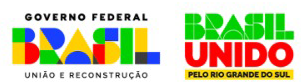 GOVERNO FEDERAL
BRASIL
UNIÃO E RECONSTRUÇÃO
BRASIL
UNIDO
PELO RIO GRANDE DO SUL